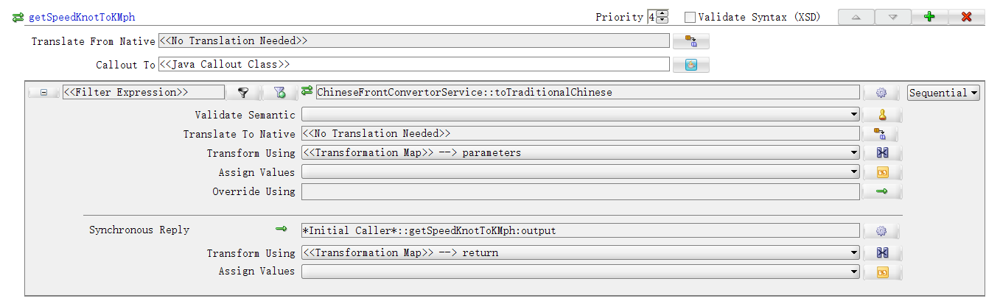 getSpeedKnotToKMph Priority 4 Validate Syntax (XSD)
Translate From Native <<No Translation Needed>>
Callout To <<Java Callout Class>>
<<Filter Expression>> ChineseFrontConvertorService::toTraditionalChinese Sequential
Validate Semantic
Translate To Native <<No Translation Needed>>
Transform Using <<Transformation Map>> --> parameters
Assign Values
Override Using
Synchronous Reply *Initial Caller*::getSpeedKnotToKMph:output
Transform Using <<Transformation Map>> --> return
Assign Values